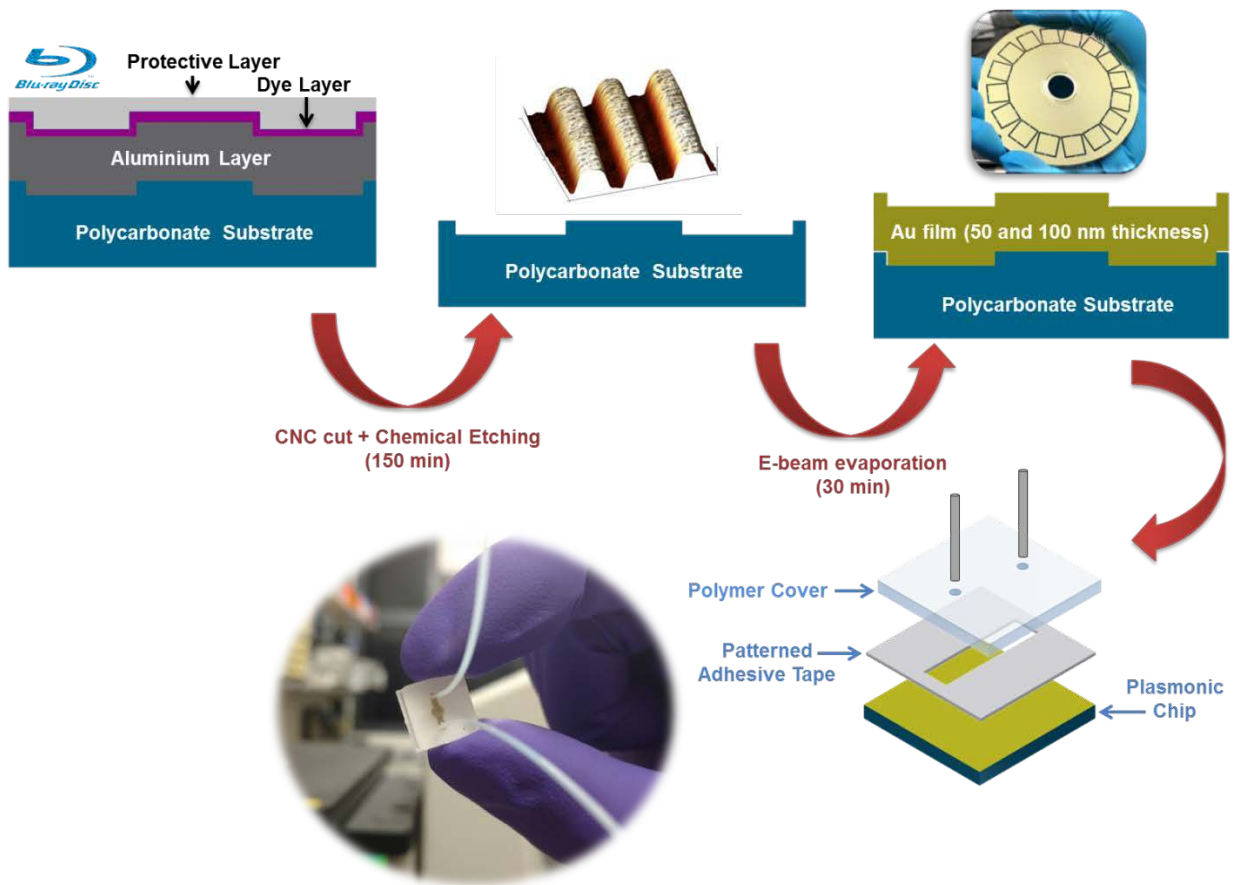 Blu-ray Disc
Protective Layer
Dye Layer
Aluminium Layer
Polycarbonate Substrate
Polycarbonate Substrate
Au film (50 and 100 nm thickness)
Polycarbonate Substrate
CNC cut + Chemical Etching
(150 min)
E-beam evaporation
(30 min)
Polymer Cover
Patterned
Adhesive Tape
Plasmonic
Chip